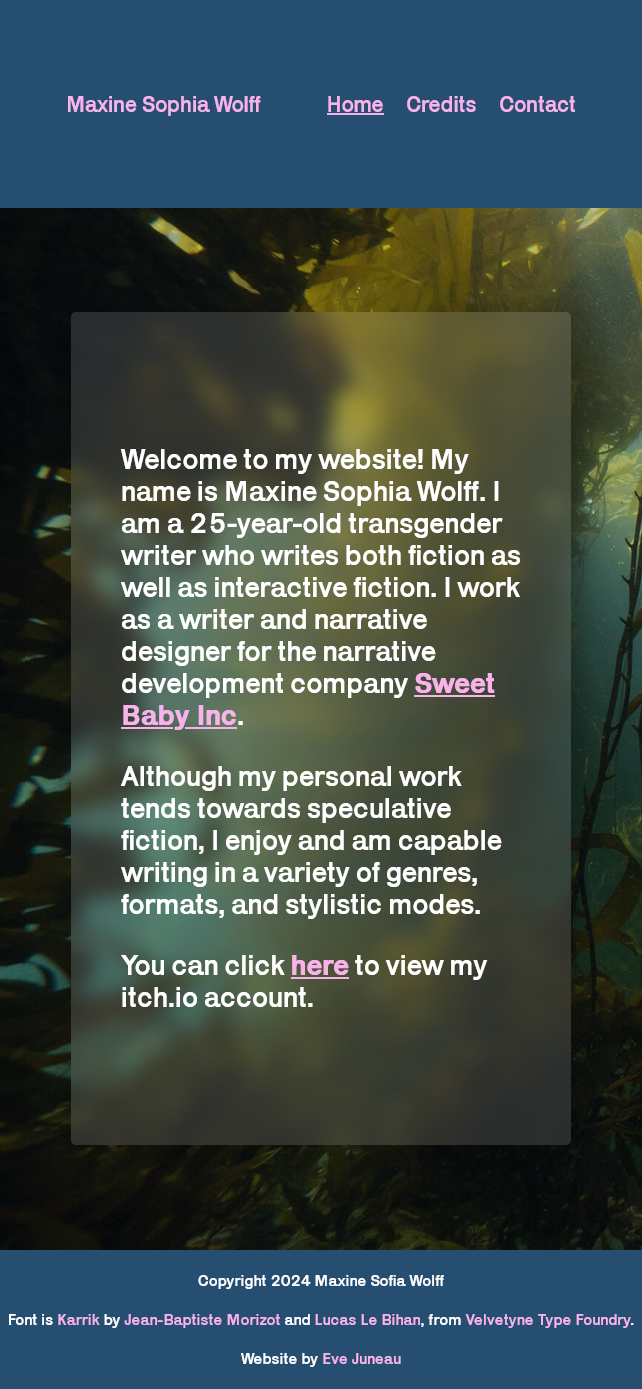 Maxine Sophia Wolff Home Credits Contact
Welcome to my website! My
name is Maxine Sophia Wolff. I
am a 25-year-old transgender
writer who writes both fiction as
well as interactive fiction. I work
as a writer and narrative
designer for the narrative
development company Sweet
Baby Inc.
Although my personal work
tends towards speculative
fiction, I enjoy and am capable
writing in a variety of genres,
formats, and stylistic modes.
You can click here to view my
itch.io account.
Copyright 2024 Maxine Sofia Wolff
Font is Karrik by Jean-Baptiste Morizot and Lucas Le Bihan, from Velvetyne Type Foundry.
Website by Eve Juneau